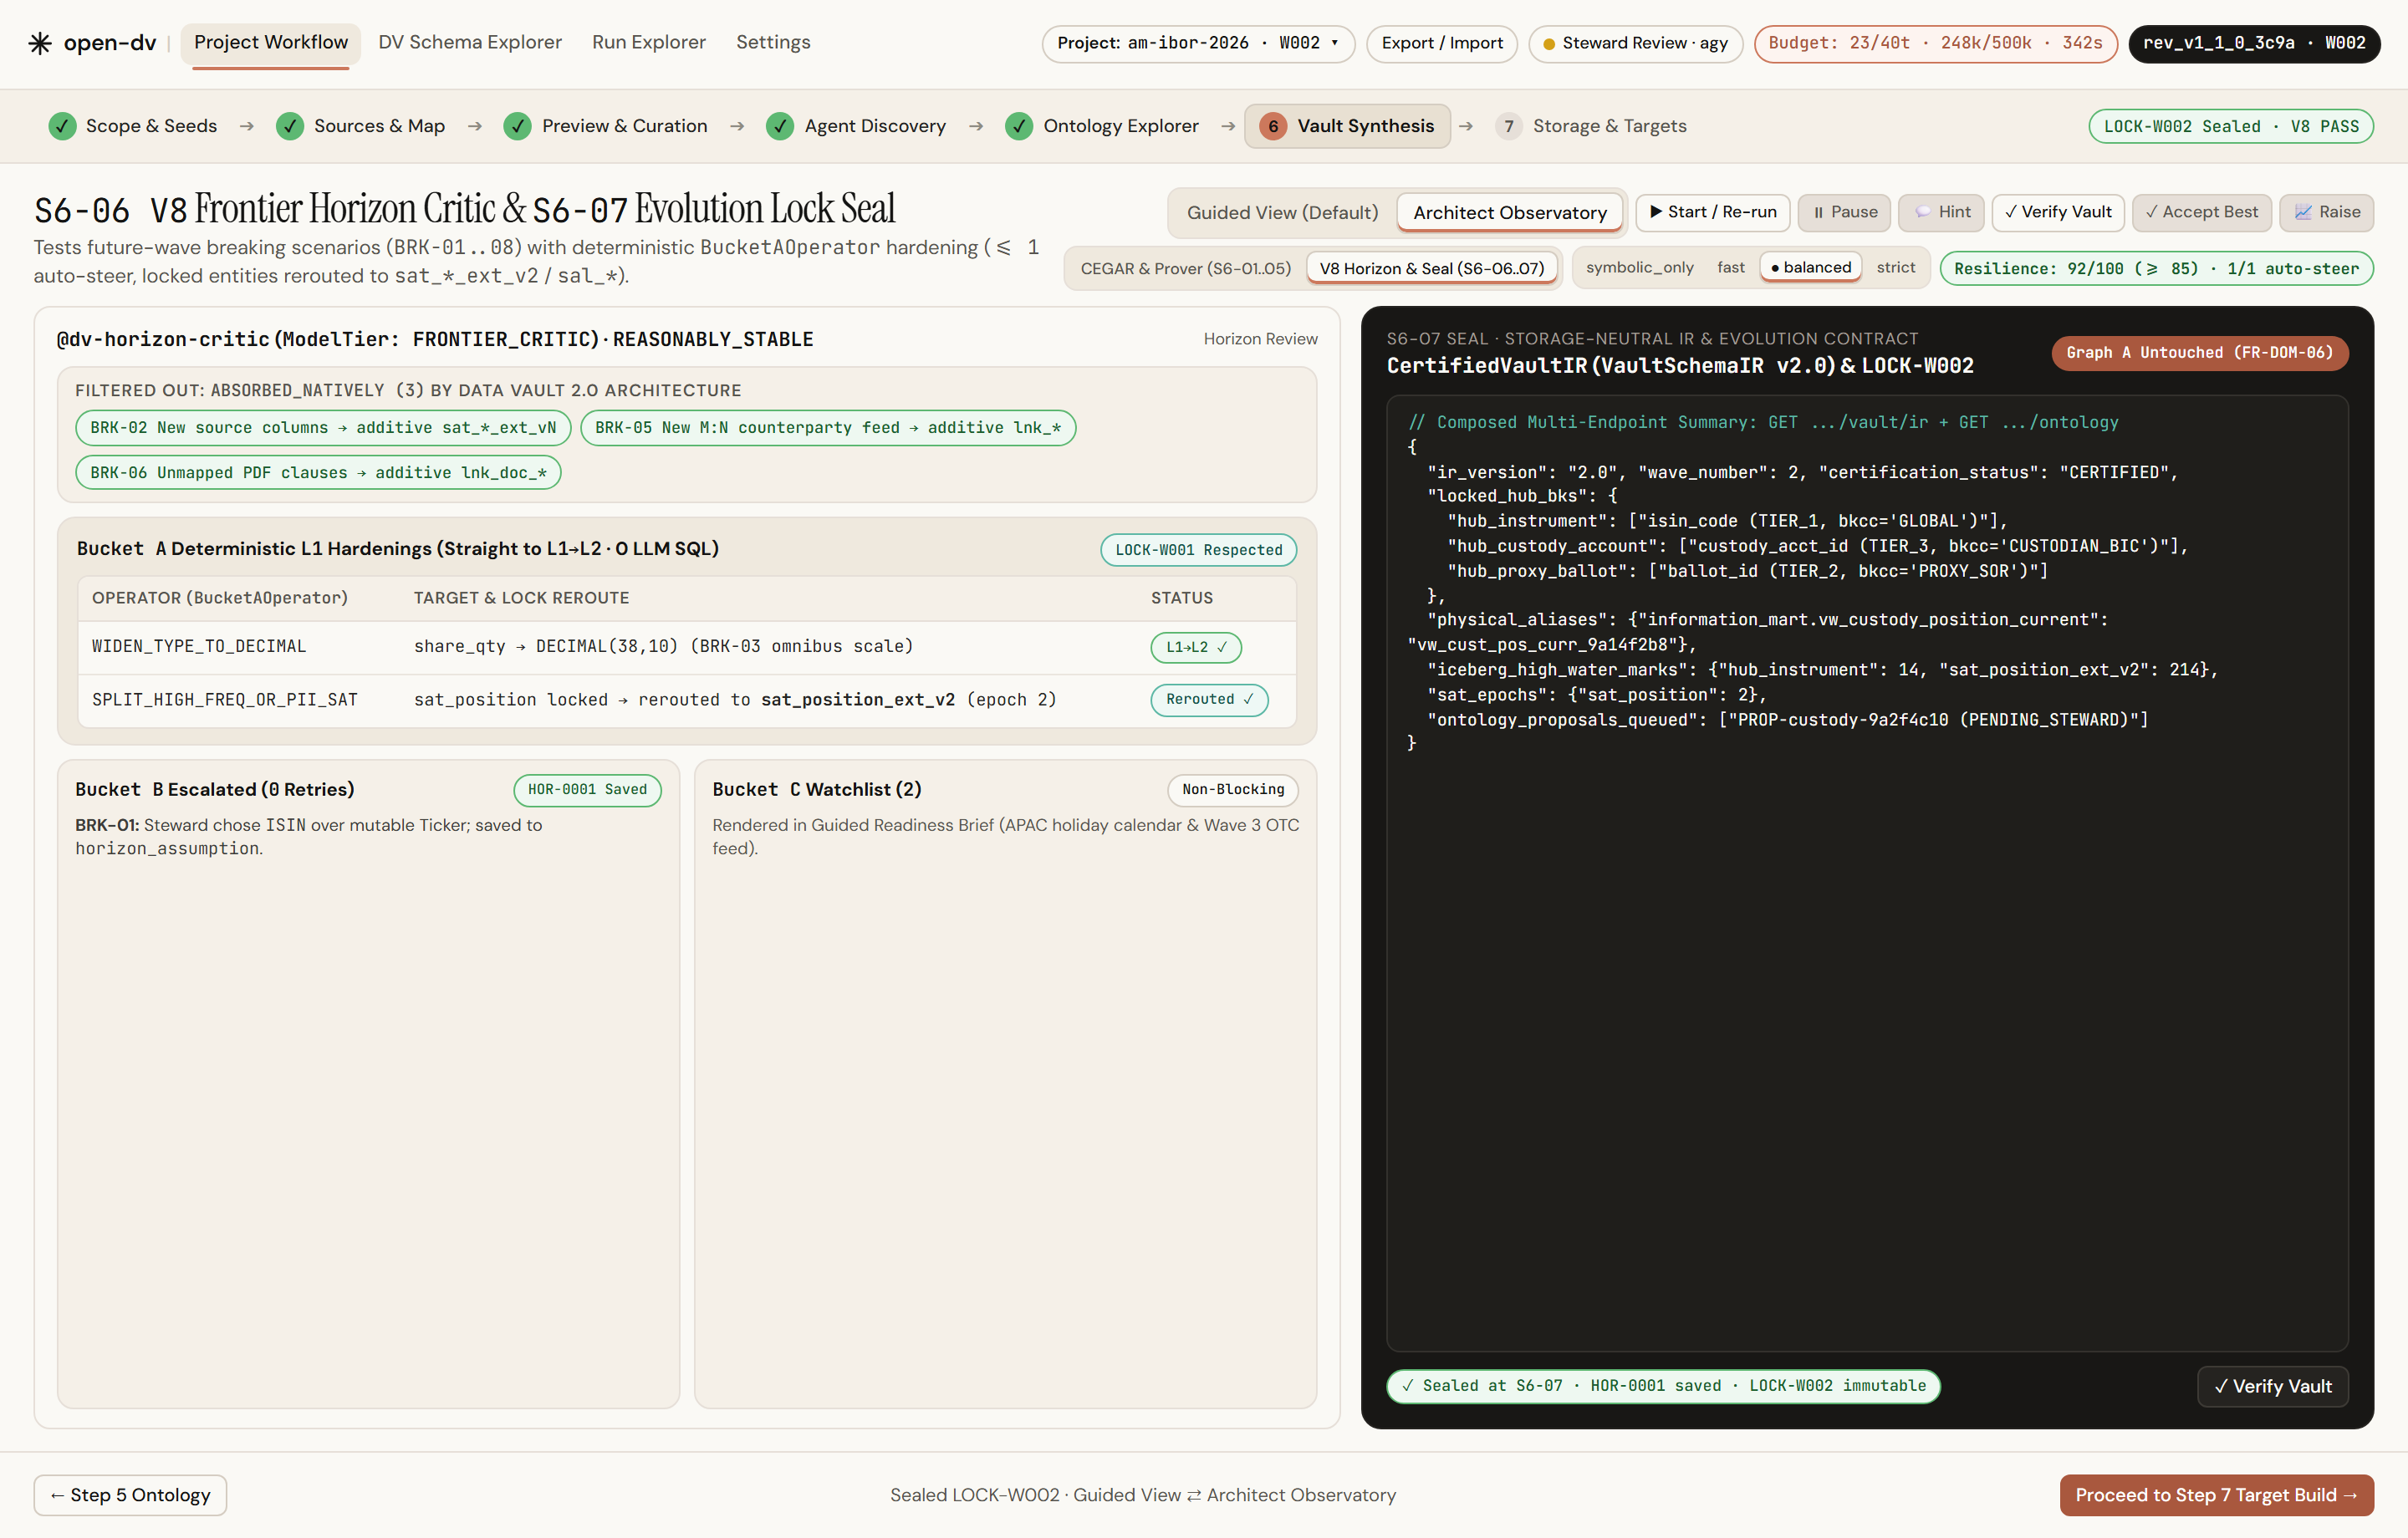 open-dv | Project Workflow DV Schema Explorer Run Explorer Settings
Project: am-ibor-2026 · W002 ▾ Export / Import Steward Review · agy Budget: 23/40t · 248k/500k · 342s rev_v1_1_0_3c9a · W002
✓ Scope & Seeds → ✓ Sources & Map → ✓ Preview & Curation → ✓ Agent Discovery → ✓ Ontology Explorer → 6 Vault Synthesis → 7 Storage & Targets
LOCK-W002 Sealed · V8 PASS
S6-06 V8 Frontier Horizon Critic & S6-07 Evolution Lock Seal
Tests future-wave breaking scenarios (BRK-01..08) with deterministic BucketAOperator hardening (⩽ 1
auto-steer, locked entities rerouted to sat_*_ext_v2 / sal_*).
Guided View (Default) Architect Observatory ▶ Start / Re-run ⏸ Pause 💬 Hint ✓ Verify Vault ✓ Accept Best 📈 Raise
CEGAR & Prover (S6-01..05) V8 Horizon & Seal (S6-06..07) symbolic_only fast ● balanced strict Resilience: 92/100 (⩾ 85) · 1/1 auto-steer
@dv-horizon-critic (ModelTier: FRONTIER_CRITIC) · REASONABLY_STABLE
Horizon Review
FILTERED OUT: ABSORBED_NATIVELY (3) BY DATA VAULT 2.0 ARCHITECTURE
BRK-02 New source columns → additive sat_*_ext_vN
BRK-05 New M:N counterparty feed → additive lnk_*
BRK-06 Unmapped PDF clauses → additive lnk_doc_*
Bucket A Deterministic L1 Hardenings (Straight to L1→L2 · 0 LLM SQL)
LOCK-W001 Respected
OPERATOR (BucketAOperator) TARGET & LOCK REROUTE STATUS
WIDEN_TYPE_TO_DECIMAL share_qty → DECIMAL(38,10) (BRK-03 omnibus scale) L1→L2 ✓
SPLIT_HIGH_FREQ_OR_PII_SAT sat_position locked → rerouted to sat_position_ext_v2 (epoch 2) Rerouted ✓
Bucket B Escalated (0 Retries)
HOR-0001 Saved
BRK-01: Steward chose ISIN over mutable Ticker; saved to
horizon_assumption.
Bucket C Watchlist (2)
Non-Blocking
Rendered in Guided Readiness Brief (APAC holiday calendar & Wave 3 OTC
feed).
S6-07 SEAL · STORAGE-NEUTRAL IR & EVOLUTION CONTRACT
CertifiedVaultIR (VaultSchemaIR v2.0) & LOCK-W002
Graph A Untouched (FR-DOM-06)
// Composed Multi-Endpoint Summary: GET .../vault/ir + GET .../ontology
{
"ir_version": "2.0", "wave_number": 2, "certification_status": "CERTIFIED",
"locked_hub_bks": {
"hub_instrument": ["isin_code (TIER_1, bkcc='GLOBAL')"],
"hub_custody_account": ["custody_acct_id (TIER_3, bkcc='CUSTODIAN_BIC')"],
"hub_proxy_ballot": ["ballot_id (TIER_2, bkcc='PROXY_SOR')"]
},
"physical_aliases": {"information_mart.vw_custody_position_current":
"vw_cust_pos_curr_9a14f2b8"},
"iceberg_high_water_marks": {"hub_instrument": 14, "sat_position_ext_v2": 214},
"sat_epochs": {"sat_position": 2},
"ontology_proposals_queued": ["PROP-custody-9a2f4c10 (PENDING_STEWARD)"]
}
✓ Sealed at S6-07 · HOR-0001 saved · LOCK-W002 immutable
✓ Verify Vault
← Step 5 Ontology
Sealed LOCK-W002 · Guided View ⇄ Architect Observatory
Proceed to Step 7 Target Build →